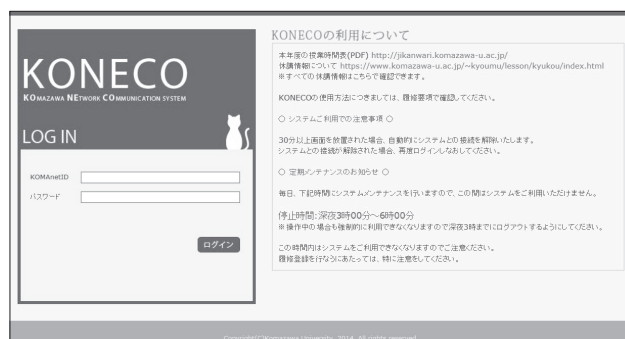 KONECO
KOMAZAWA NETWORK COMMUNICATION SYSTEM
LOG IN
KOMAnetID
パスワード
ログイン
KONECOの利用について
本年度の授業時間表(PDF) http://jikanwari.komazawa-u.ac.jp/
休講情報について https://www.komazawa-u.ac.jp/~kyoumu/lesson/kyukou/index.html
※すべての休講情報はこちらで確認できます。
KONECOの使用方法につきましては、履修要項で確認してください。
○ システムご利用での注意事項 ○
30分以上画面を放置された場合、自動的にシステムとの接続を解除いたします。
システムとの接続が解除された場合、再度ログインしなおしてください。
○ 定期メンテナンスのお知らせ ○
毎日、下記時間にシステムメンテナンスを行いますので、この間はシステムをご利用いただけません。
停止時間:深夜3時00分～6時00分
※操作中の場合も強制的に利用できなくなりますので深夜3時までにログアウトするようにしてください。
この時間内はシステムをご利用できなくなりますのでご注意ください。
履修登録を行なうにあたっては、特に注意をしてください。
Copyright(C)Komazawa University, 2014, All rights reserved